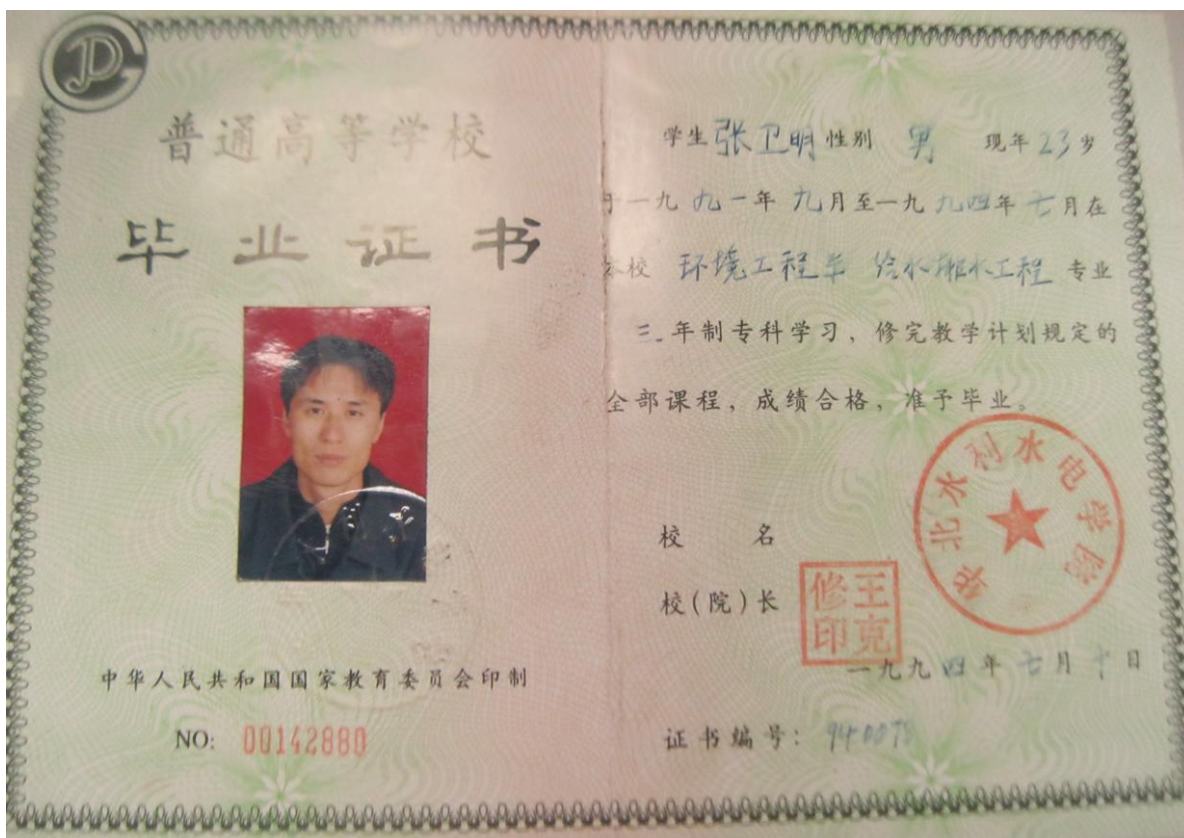 普通高等学校
毕业证书
中华人民共和国国家教育委员会印制
NO: 00142880
学生 张卫明 性别 男 现年 23 岁
于一九九一年九月至一九九四年七月在
本校 环境工程 给水排水工程 专业
三年制专科学习，修完教学计划规定的
全部课程，成绩合格，准予毕业。
华北水利水电学院
校 名
校(院)长
王克修印
一九九四年七月十日
证书编号：